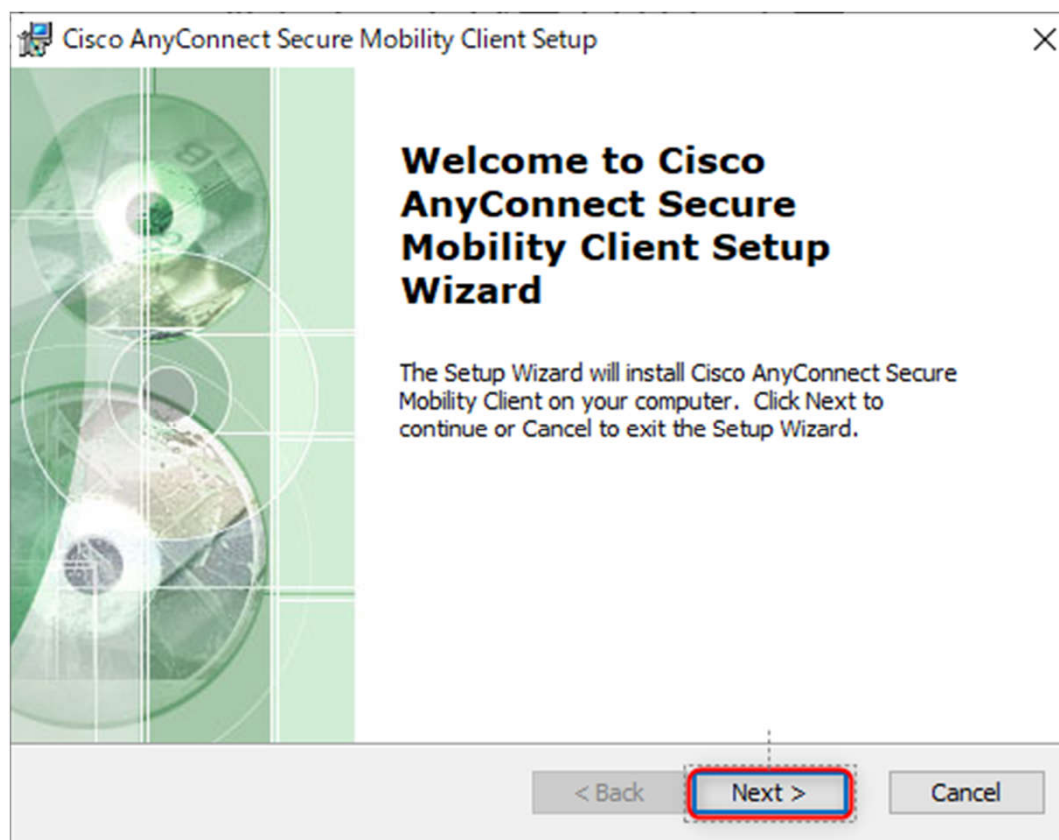 Cisco AnyConnect Secure Mobility Client Setup
Welcome to Cisco
AnyConnect Secure
Mobility Client Setup
Wizard
The Setup Wizard will install Cisco AnyConnect Secure
Mobility Client on your computer.  Click Next to
continue or Cancel to exit the Setup Wizard.
< Back
Next >
Cancel